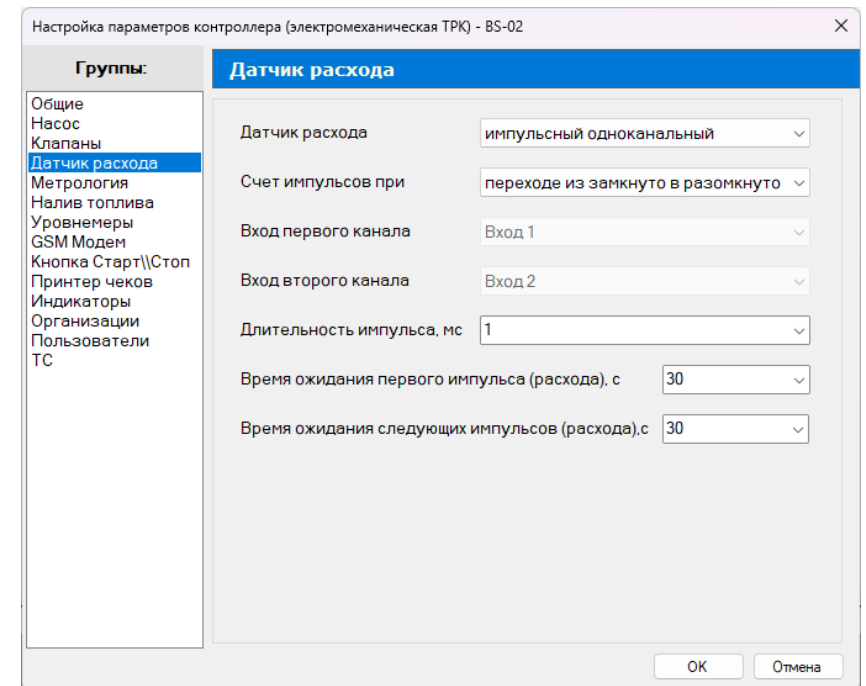 Настройка параметров контроллера (электромеханическая ТРК) - BS-02
Группы:
Датчик расхода
Общие
Насос
Клапаны
Датчик расхода
Метрология
Налив топлива
Уровнемеры
GSM Модем
Кнопка Старт\\Стоп
Принтер чеков
Индикаторы
Организации
Пользователи
ТС
Датчик расхода импульсный одноканальный
Счет импульсов при переходе из замкнуто в разомкнуто
Вход первого канала Вход 1
Вход второго канала Вход 2
Длительность импульса, мс 1
Время ожидания первого импульса (расхода), с 30
Время ожидания следующих импульсов (расхода),с 30
OK Отмена